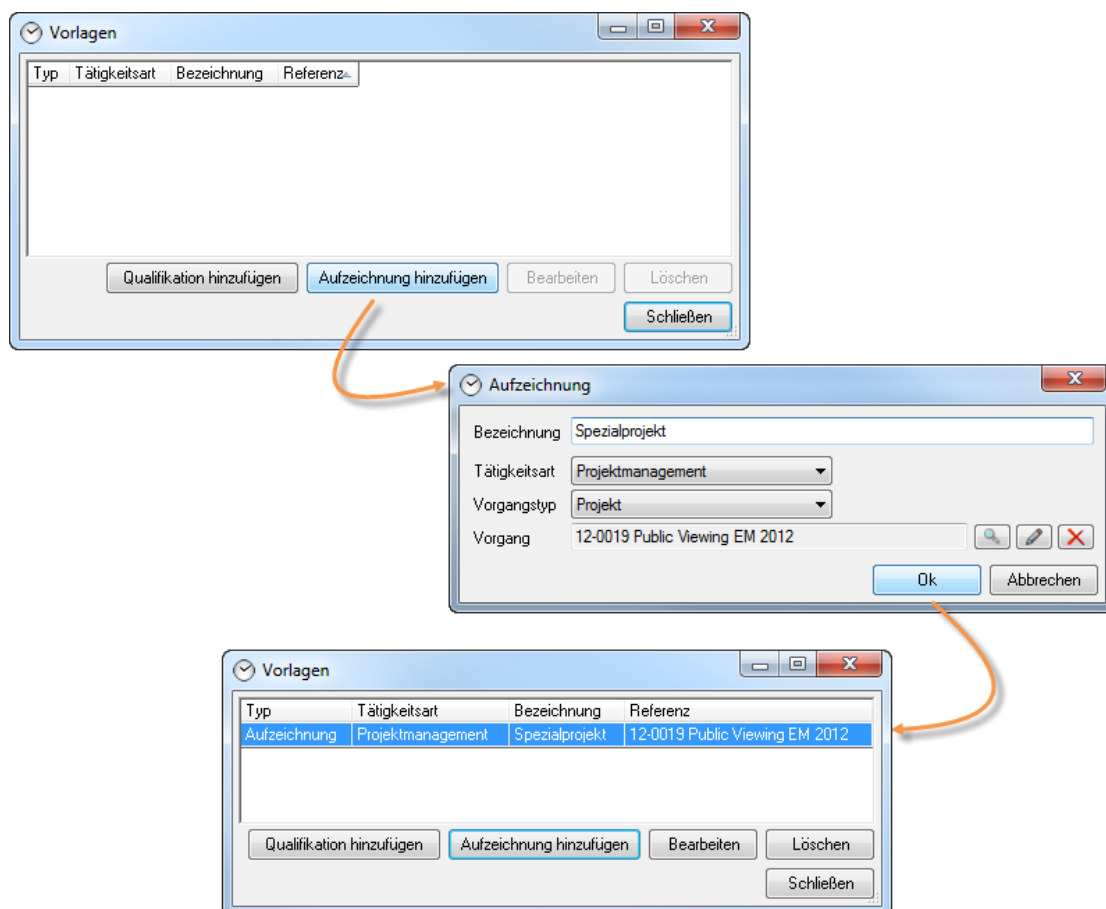 Vorlagen
Typ Tätigkeitsart Bezeichnung Referenz
Qualifikation hinzufügen Aufzeichnung hinzufügen Bearbeiten Löschen
Schließen
Aufzeichnung
Bezeichnung Spezialprojekt
Tätigkeitsart Projektmanagement
Vorgangstyp Projekt
Vorgang 12-0019 Public Viewing EM 2012
Ok Abbrechen
Vorlagen
Typ Tätigkeitsart Bezeichnung Referenz
Aufzeichnung Projektmanagement Spezialprojekt 12-0019 Public Viewing EM 2012
Qualifikation hinzufügen Aufzeichnung hinzufügen Bearbeiten Löschen
Schließen